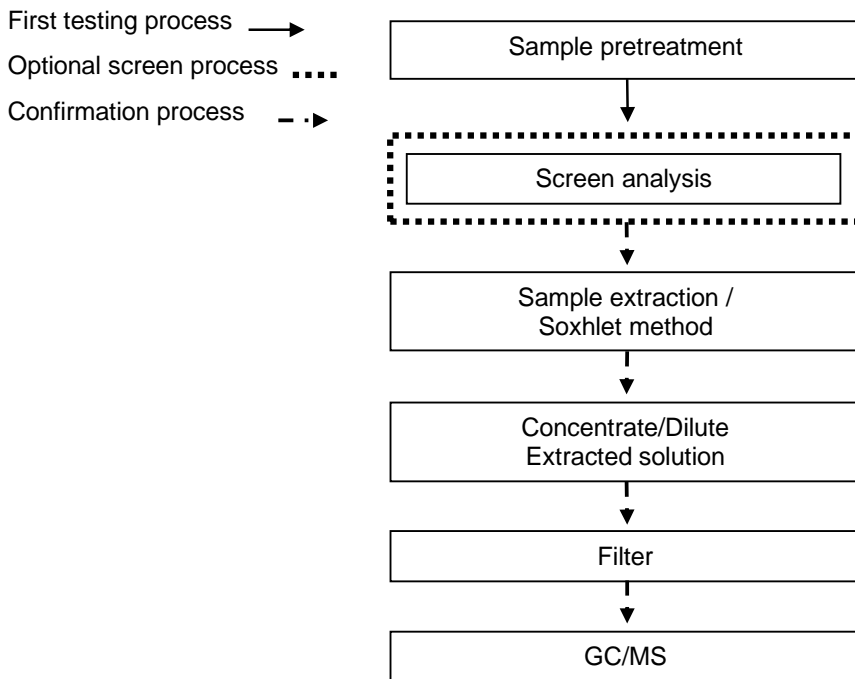 First testing process
Optional screen process
Confirmation process
Sample pretreatment
Screen analysis
Sample extraction /
Soxhlet method
Concentrate/Dilute
Extracted solution
Filter
GC/MS